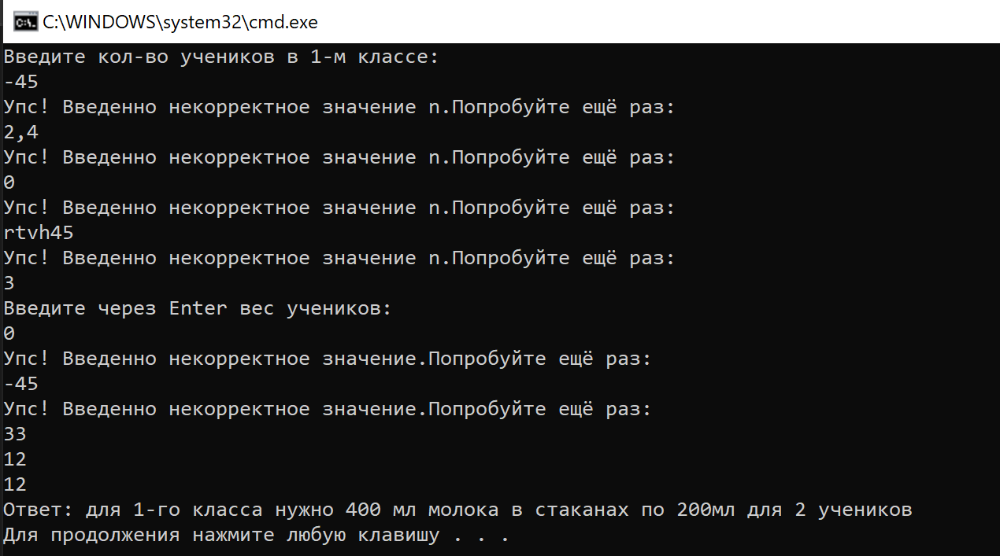 C:\WINDOWS\system32\cmd.exe
Введите кол-во учеников в 1-м классе:
-45
Упс! Введенно некорректное значение n.Попробуйте ещё раз:
2,4
Упс! Введенно некорректное значение n.Попробуйте ещё раз:
0
Упс! Введенно некорректное значение n.Попробуйте ещё раз:
rtvh45
Упс! Введенно некорректное значение n.Попробуйте ещё раз:
3
Введите через Enter вес учеников:
0
Упс! Введенно некорректное значение.Попробуйте ещё раз:
-45
Упс! Введенно некорректное значение.Попробуйте ещё раз:
33
12
12
Ответ: для 1-го класса нужно 400 мл молока в стаканах по 200мл для 2 учеников
Для продолжения нажмите любую клавишу . . .